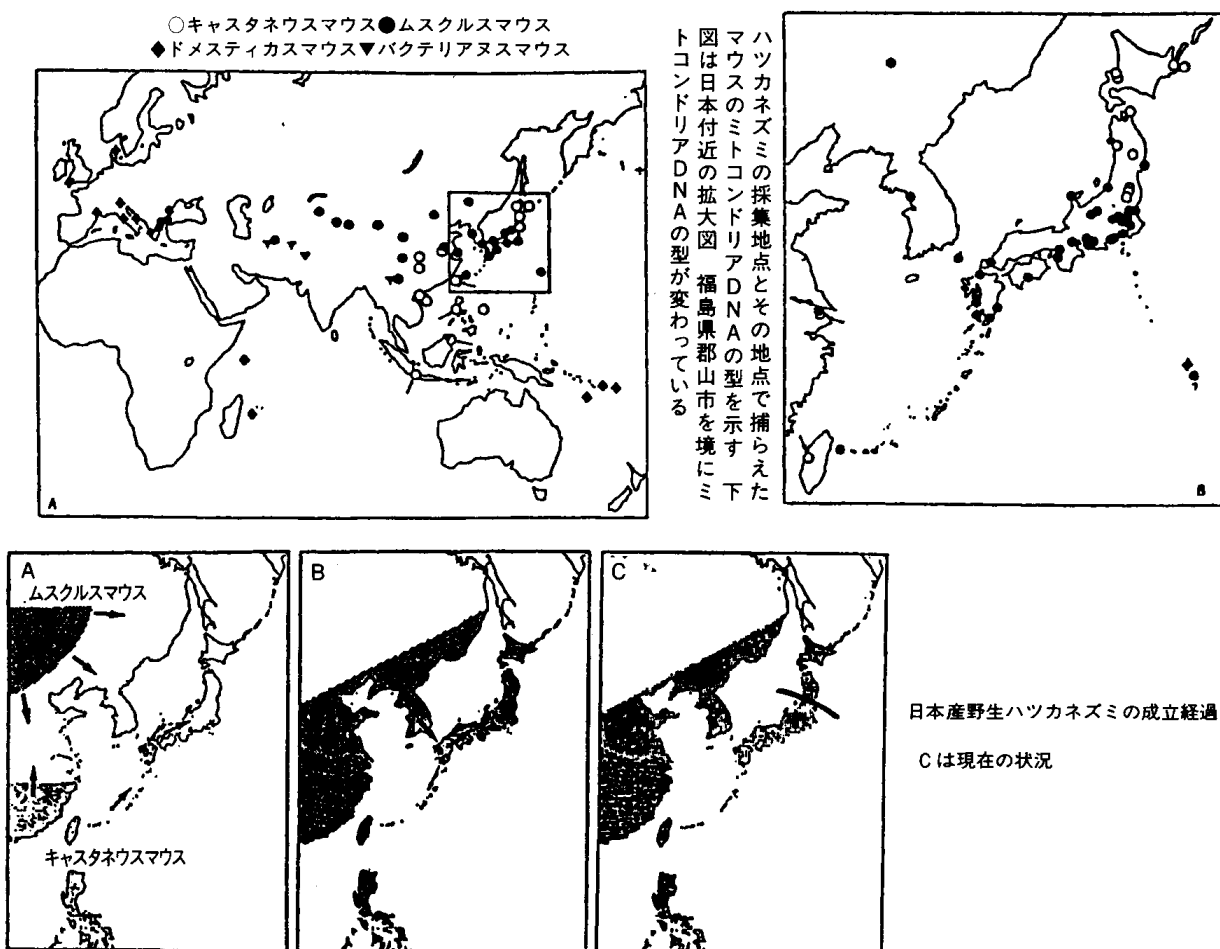 ○キャスタネウスマウス●ムスクルスマウス
◆ドメスティカスマウス▼バクテリアヌスマウス
A
ハツカネズミの採集地点とその地点で捕らえた
マウスのミトコンドリアDNAの型を示す 下
図は日本付近の拡大図 福島県郡山市を境にミ
トコンドリアDNAの型が変わっている
B
A
ムスクルスマウス
キャスタネウスマウス
B
C
日本産野生ハツカネズミの成立経過
Cは現在の状況